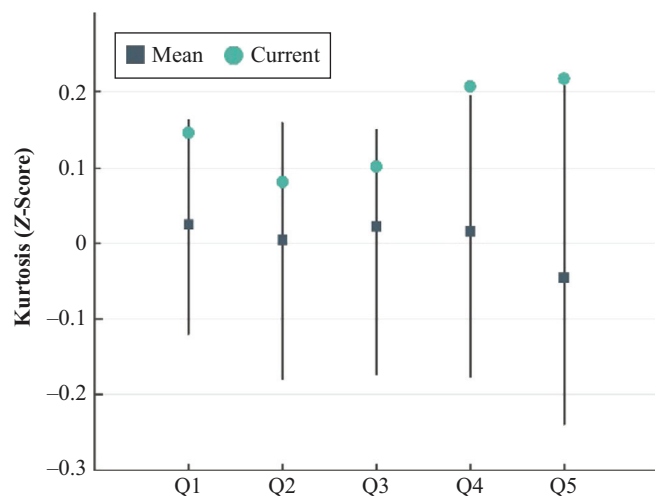 Mean Current
0.2
0.1
0
–0.1
–0.2
–0.3
Kurtosis (Z-Score)
Q1 Q2 Q3 Q4 Q5